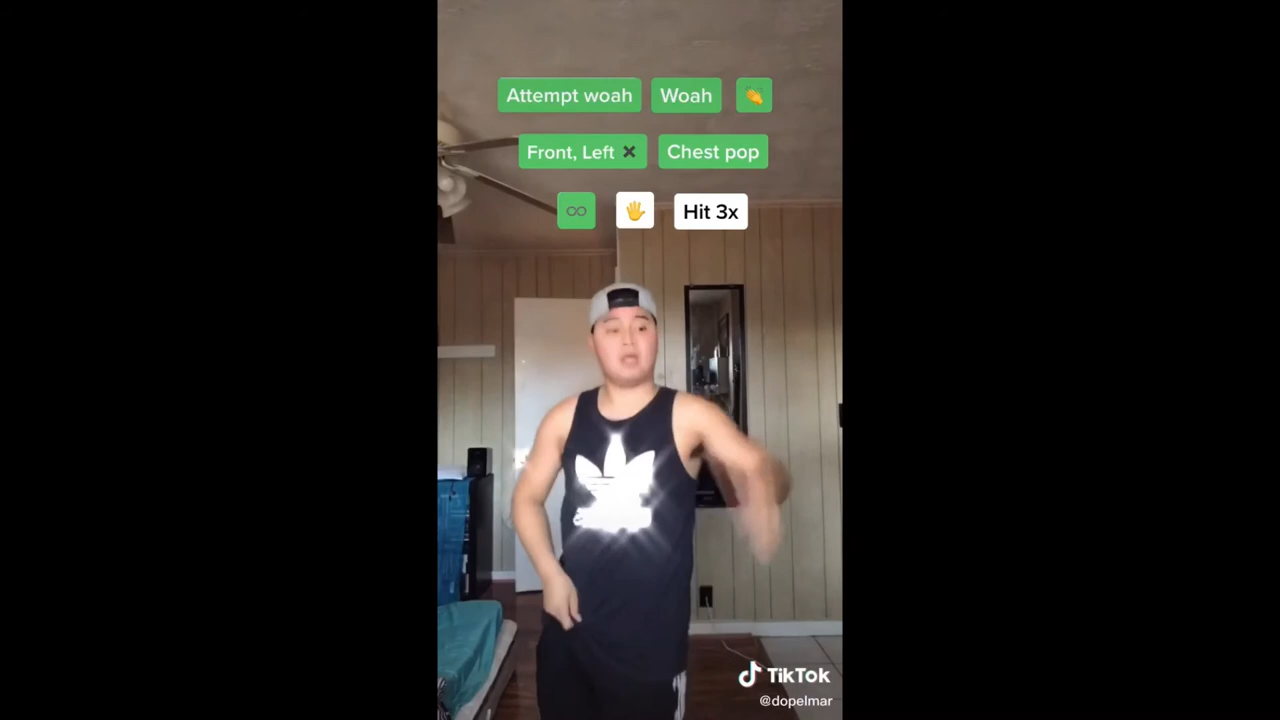 Attempt woah Woah 👏
Front, Left ✖ Chest pop
∞ 🖐 Hit 3x
TikTok
@dopelmar